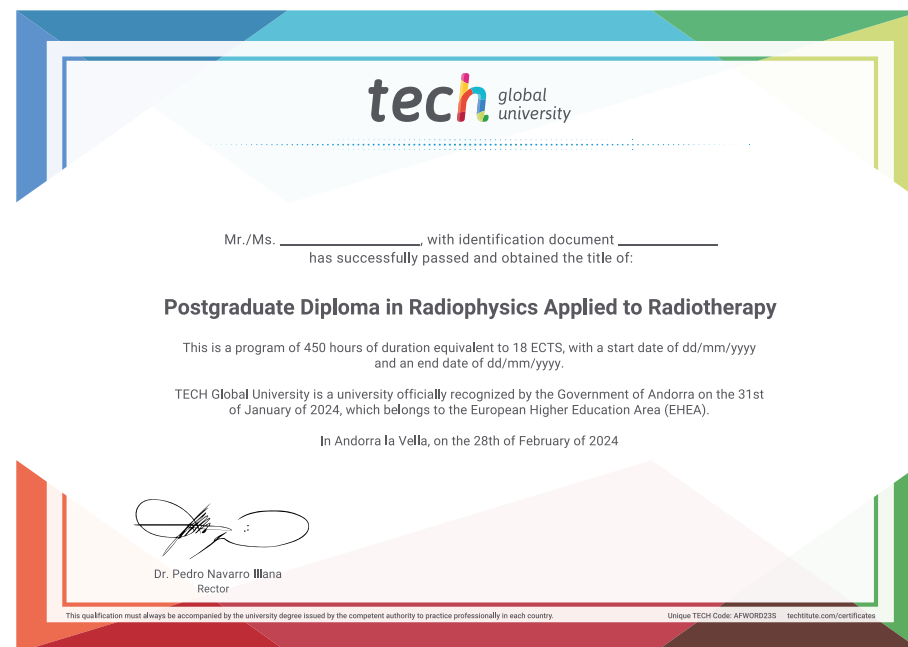 tech global university
Mr./Ms. ____________________, with identification document ______________
has successfully passed and obtained the title of:
Postgraduate Diploma in Radiophysics Applied to Radiotherapy
This is a program of 450 hours of duration equivalent to 18 ECTS, with a start date of dd/mm/yyyy
and an end date of dd/mm/yyyy.
TECH Global University is a university officially recognized by the Government of Andorra on the 31st
of January of 2024, which belongs to the European Higher Education Area (EHEA).
In Andorra la Vella, on the 28th of February of 2024
Dr. Pedro Navarro Illana
Rector
This qualification must always be accompanied by the university degree issued by the competent authority to practice professionally in each country.
Unique TECH Code: AFWORD23S techtitute.com/certificates